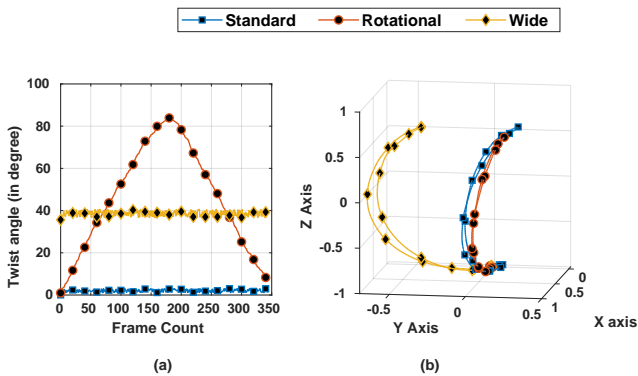 Standard Rotational Wide
100
80
60
40
20
0
0 50 100 150 200 250 300 350
Twist angle (in degree)
Frame Count
(a)
1
0.5
0
-0.5
-1
Z Axis
-0.5 0 0.5
Y Axis
0
0.5
1
X axis
(b)